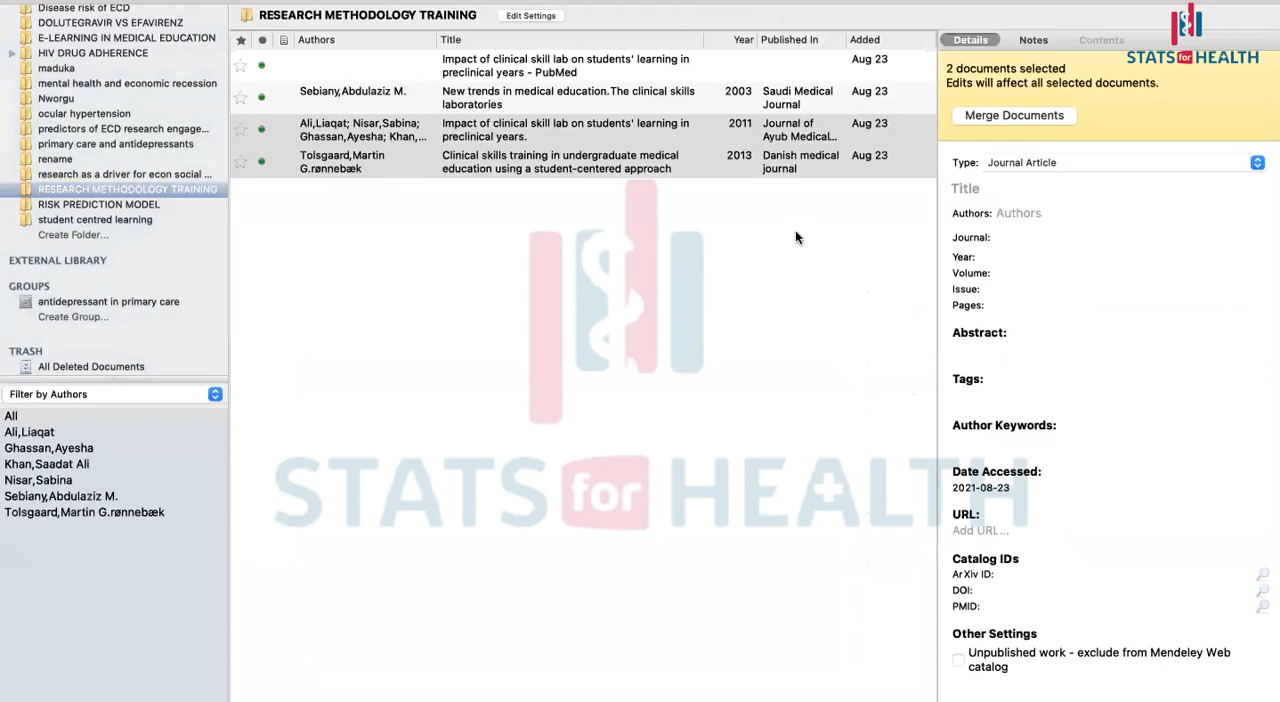 Disease risk of ECD
DOLUTEGRAVIR VS EFAVIRENZ
E-LEARNING IN MEDICAL EDUCATION
HIV DRUG ADHERENCE
maduka
mental health and economic recession
Nworgu
ocular hypertension
predictors of ECD research engage...
primary care and antidepressants
rename
research as a driver for econ social ...
RESEARCH METHODOLOGY TRAINING
RISK PREDICTION MODEL
student centred learning
Create Folder...
EXTERNAL LIBRARY
GROUPS
antidepressant in primary care
Create Group...
TRASH
All Deleted Documents
Filter by Authors
All
Ali,Liaqat
Ghassan,Ayesha
Khan,Saadat Ali
Nisar,Sabina
Sebiany,Abdulaziz M.
Tolsgaard,Martin G.rønnebæk
RESEARCH METHODOLOGY TRAINING Edit Settings
Authors Title Year Published In Added
Impact of clinical skill lab on students' learning in Aug 23
preclinical years - PubMed
Sebiany,Abdulaziz M. New trends in medical education.The clinical skills 2003 Saudi Medical Aug 23
laboratories Journal
Ali,Liaqat; Nisar,Sabina; Impact of clinical skill lab on students' learning in 2011 Journal of Aug 23
Ghassan,Ayesha; Khan,... preclinical years. Ayub Medical...
Tolsgaard,Martin Clinical skills training in undergraduate medical 2013 Danish medical Aug 23
G.rønnebæk education using a student-centered approach journal
STATS for HEALTH
Details Notes Contents
STATS for HEALTH
2 documents selected
Edits will affect all selected documents.
Merge Documents
Type: Journal Article
Title
Authors: Authors
Journal:
Year:
Volume:
Issue:
Pages:
Abstract:
Tags:
Author Keywords:
Date Accessed:
2021-08-23
URL:
Add URL...
Catalog IDs
ArXiv ID:
DOI:
PMID:
Other Settings
Unpublished work - exclude from Mendeley Web
catalog